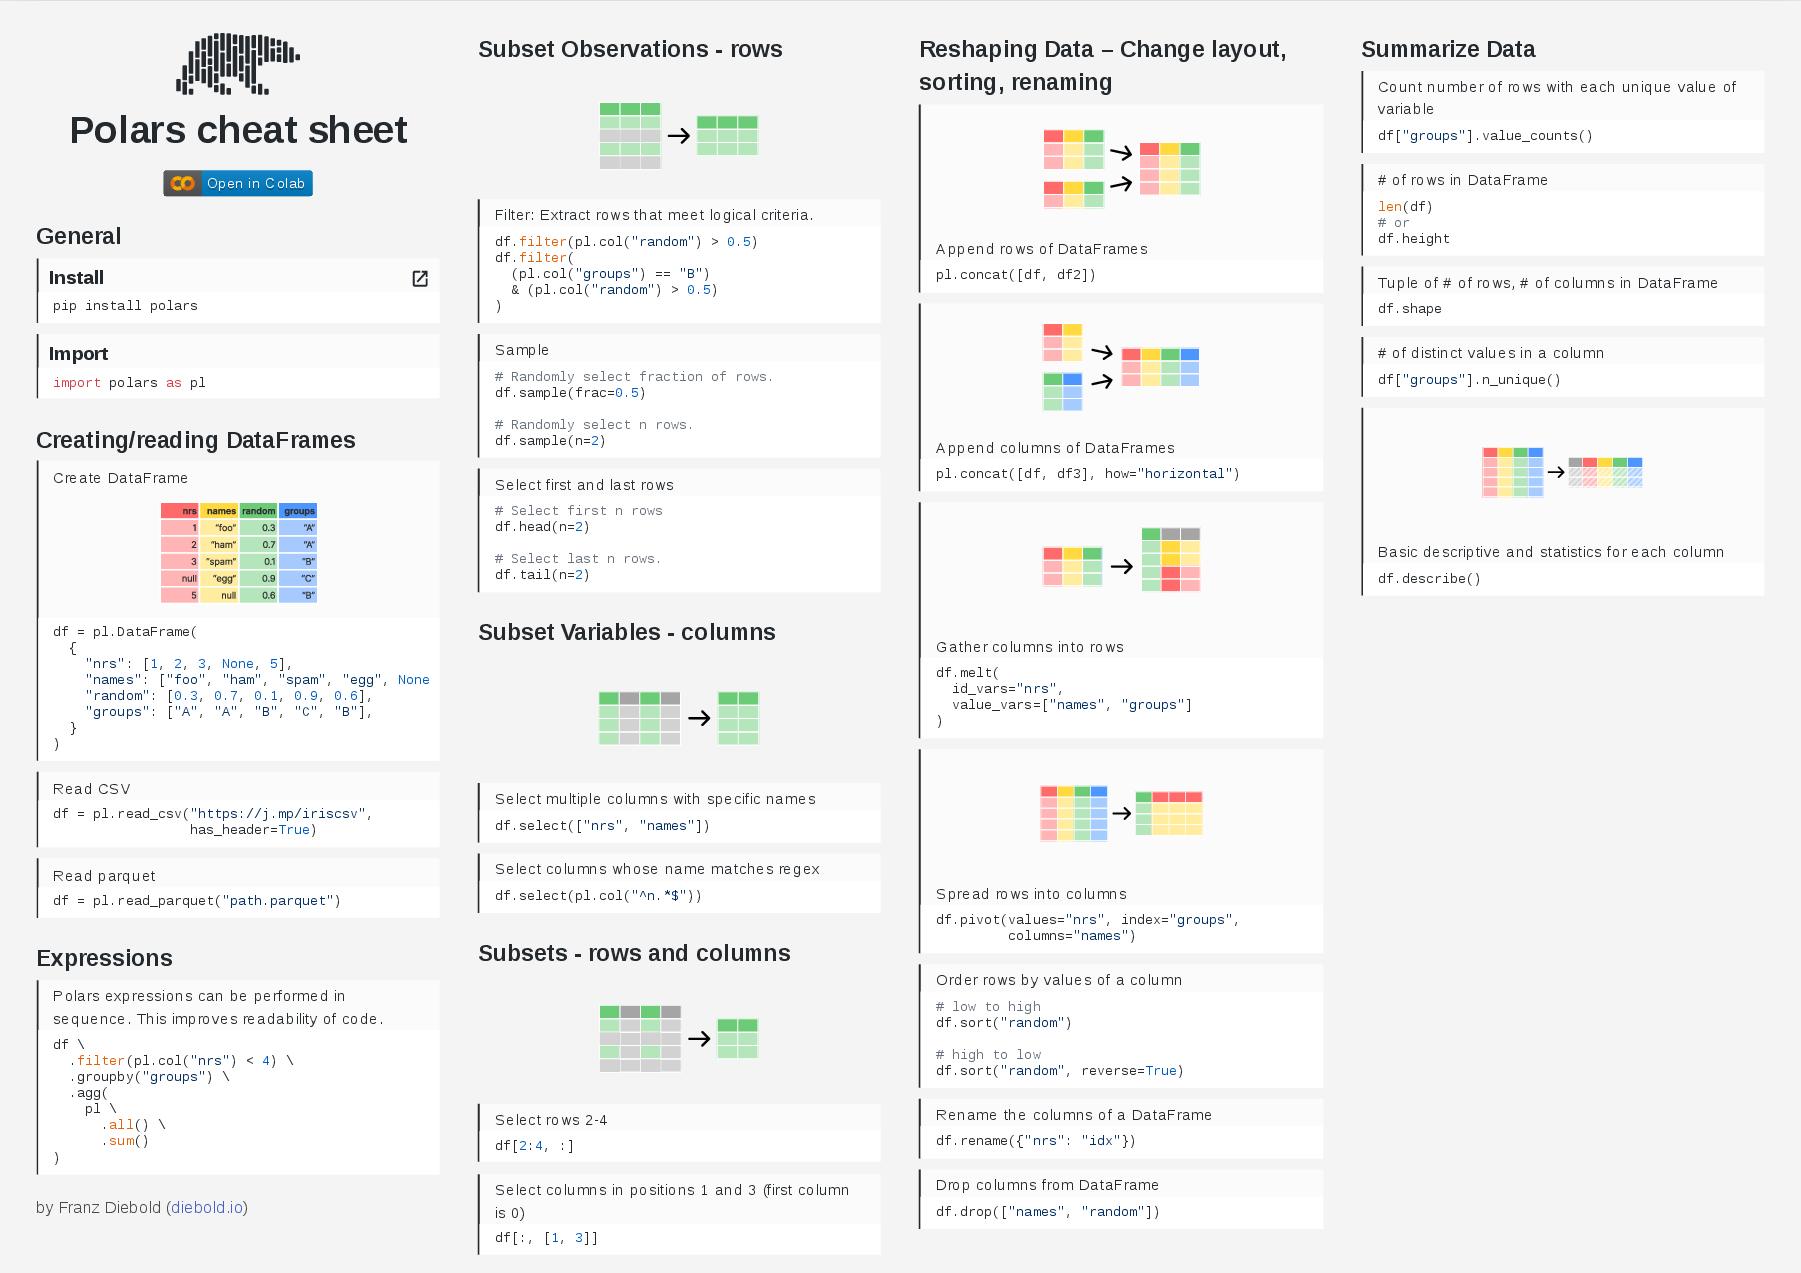 Polars cheat sheet
Open in Colab
General
Install
pip install polars
Import
import polars as pl
Creating/reading DataFrames
Create DataFrame
nrs names random groups
1 "foo" 0.3 "A"
2 "ham" 0.7 "A"
3 "spam" 0.1 "B"
null "egg" 0.9 "C"
5 null 0.6 "B"
df = pl.DataFrame(
  {
    "nrs": [1, 2, 3, None, 5],
    "names": ["foo", "ham", "spam", "egg", None
    "random": [0.3, 0.7, 0.1, 0.9, 0.6],
    "groups": ["A", "A", "B", "C", "B"],
  }
)
Read CSV
df = pl.read_csv("https://j.mp/iriscsv",
                 has_header=True)
Read parquet
df = pl.read_parquet("path.parquet")
Expressions
Polars expressions can be performed in
sequence. This improves readability of code.
df \
  .filter(pl.col("nrs") < 4) \
  .groupby("groups") \
  .agg(
    pl \
      .all() \
      .sum()
)
by Franz Diebold (diebold.io)
Subset Observations - rows
Filter: Extract rows that meet logical criteria.
df.filter(pl.col("random") > 0.5)
df.filter(
  (pl.col("groups") == "B")
  & (pl.col("random") > 0.5)
)
Sample
# Randomly select fraction of rows.
df.sample(frac=0.5)
# Randomly select n rows.
df.sample(n=2)
Select first and last rows
# Select first n rows
df.head(n=2)
# Select last n rows.
df.tail(n=2)
Subset Variables - columns
Select multiple columns with specific names
df.select(["nrs", "names"])
Select columns whose name matches regex
df.select(pl.col("^n.*$"))
Subsets - rows and columns
Select rows 2-4
df[2:4, :]
Select columns in positions 1 and 3 (first column
is 0)
df[:, [1, 3]]
Reshaping Data – Change layout,
sorting, renaming
Append rows of DataFrames
pl.concat([df, df2])
Append columns of DataFrames
pl.concat([df, df3], how="horizontal")
Gather columns into rows
df.melt(
  id_vars="nrs",
  value_vars=["names", "groups"]
)
Spread rows into columns
df.pivot(values="nrs", index="groups",
         columns="names")
Order rows by values of a column
# low to high
df.sort("random")
# high to low
df.sort("random", reverse=True)
Rename the columns of a DataFrame
df.rename({"nrs": "idx"})
Drop columns from DataFrame
df.drop(["names", "random"])
Summarize Data
Count number of rows with each unique value of
variable
df["groups"].value_counts()
# of rows in DataFrame
len(df)
# or
df.height
Tuple of # of rows, # of columns in DataFrame
df.shape
# of distinct values in a column
df["groups"].n_unique()
Basic descriptive and statistics for each column
df.describe()